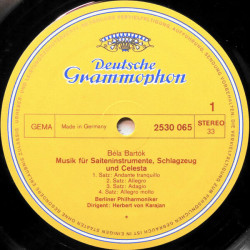 Deutsche
Grammophon
1
GEMA
Made in Germany
2530 065
STEREO
33
Béla Bartók
Musik für Saiteninstrumente, Schlagzeug
und Celesta
1. Satz: Andante tranquillo
2. Satz: Allegro
3. Satz: Adagio
4. Satz: Allegro molto
Berliner Philharmoniker
Dirigent: Herbert von Karajan